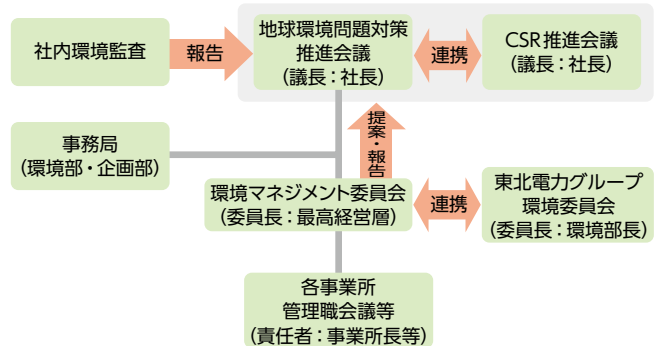 社内環境監査
報告
地球環境問題対策
推進会議
(議長：社長)
連携
CSR推進会議
(議長：社長)
提案・報告
事務局
(環境部・企画部)
環境マネジメント委員会
(委員長：最高経営層)
連携
東北電力グループ
環境委員会
(委員長：環境部長)
各事業所
管理職会議等
(責任者：事業所長等)